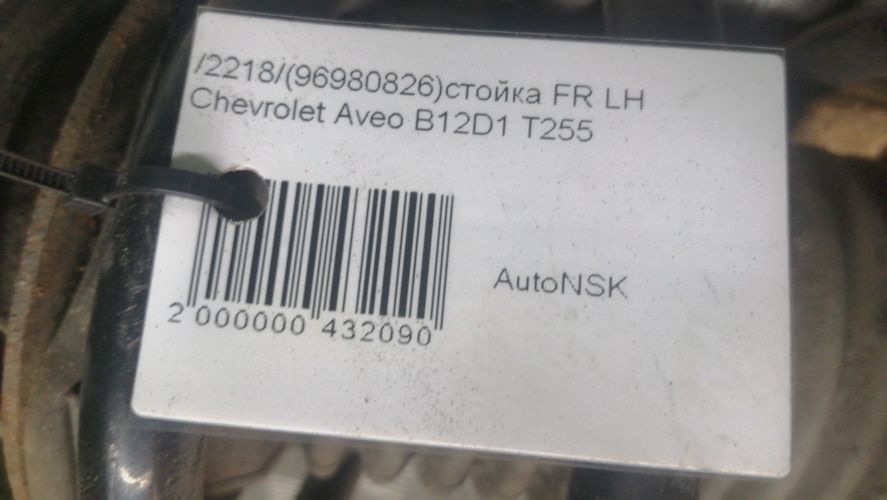 /2218/(96980826)стойка FR LH
Chevrolet Aveo B12D1 T255
AutoNSK
2 000000 432090